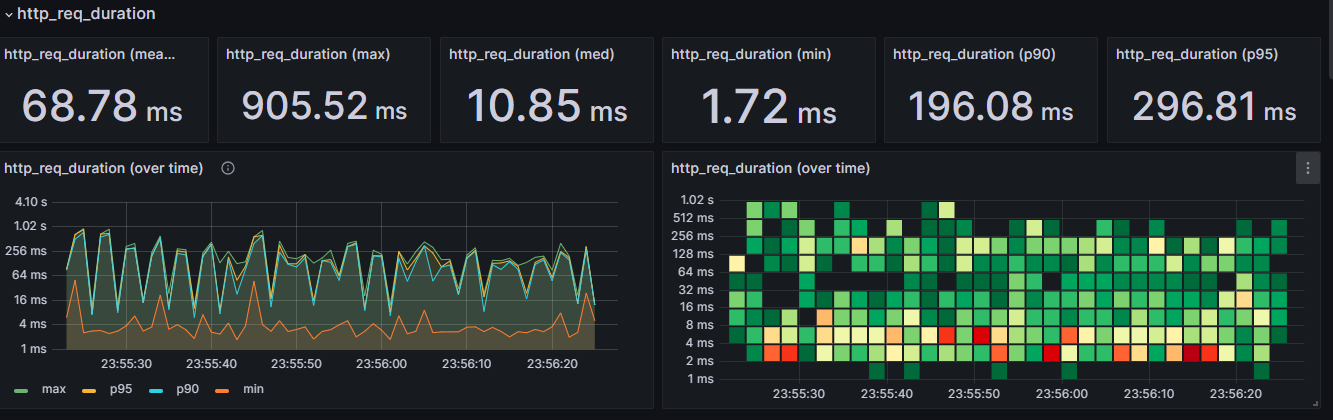 http_req_duration
http_req_duration (mea...
68.78 ms
http_req_duration (max)
905.52 ms
http_req_duration (med)
10.85 ms
http_req_duration (min)
1.72 ms
http_req_duration (p90)
196.08 ms
http_req_duration (p95)
296.81 ms
http_req_duration (over time)
4.10 s
1.02 s
256 ms
64 ms
16 ms
4 ms
1 ms
23:55:30 23:55:40 23:55:50 23:56:00 23:56:10 23:56:20
max p95 p90 min
http_req_duration (over time)
1.02 s
512 ms
256 ms
128 ms
64 ms
32 ms
16 ms
8 ms
4 ms
2 ms
1 ms
23:55:30 23:55:40 23:55:50 23:56:00 23:56:10 23:56:20